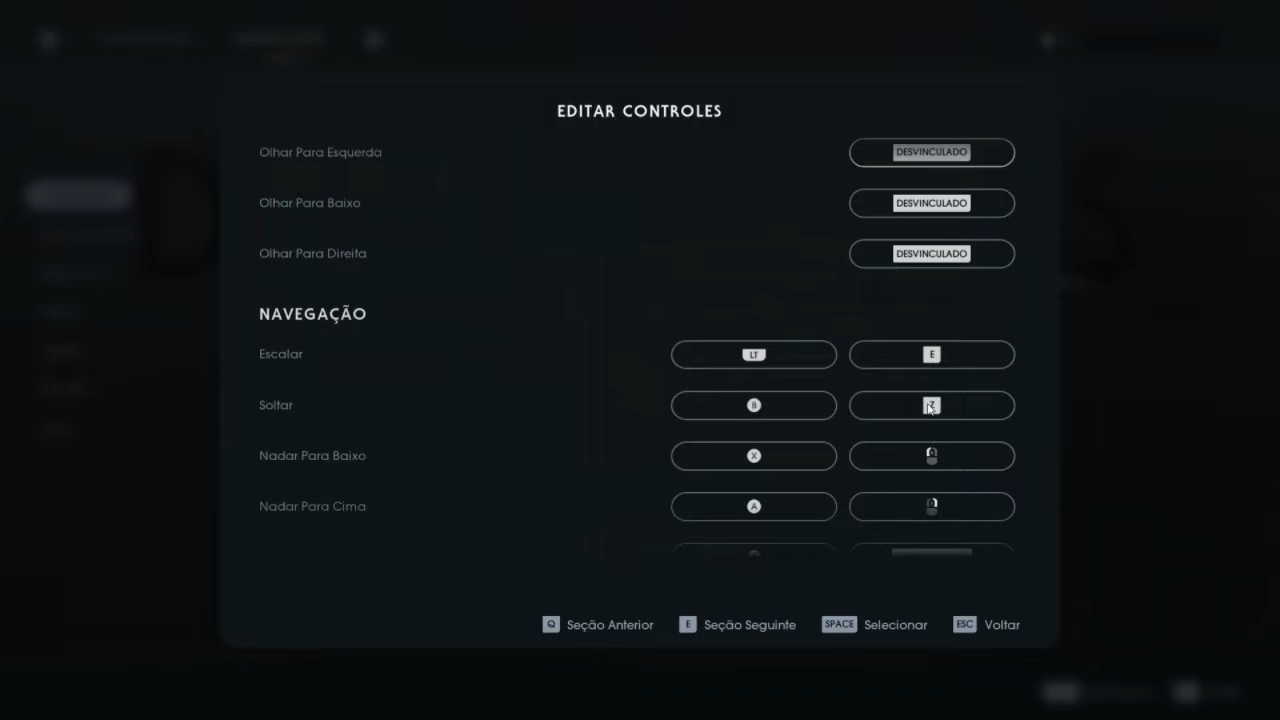 EDITAR CONTROLES
Olhar Para Esquerda DESVINCULADO
Olhar Para Baixo DESVINCULADO
Olhar Para Direita DESVINCULADO
NAVEGAÇÃO
Escalar LT E
Soltar B Z
Nadar Para Baixo X
Nadar Para Cima A
Q Seção Anterior E Seção Seguinte SPACE Selecionar ESC Voltar